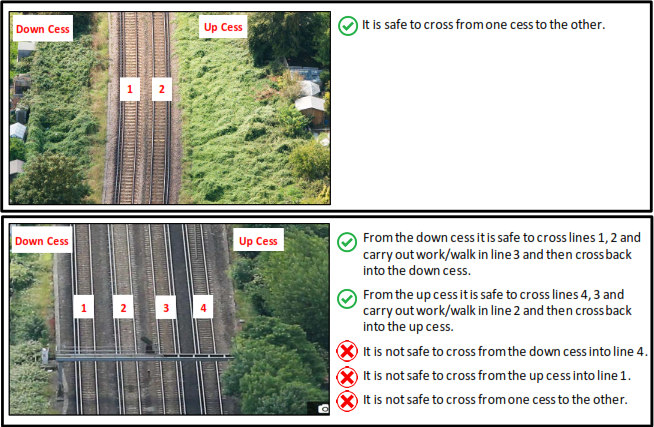 Down Cess
Up Cess
It is safe to cross from one cess to the other.
1
2
Down Cess
Up Cess
From the down cess it is safe to cross lines 1, 2 and
carry out work/walk in line 3 and then cross back
into the down cess.
1
2
3
4
From the up cess it is safe to cross lines 4, 3 and
carry out work/walk in line 2 and then cross back
into the up cess.
It is not safe to cross from the down cess into line 4.
It is not safe to cross from the up cess into line 1.
It is not safe to cross from one cess to the other.